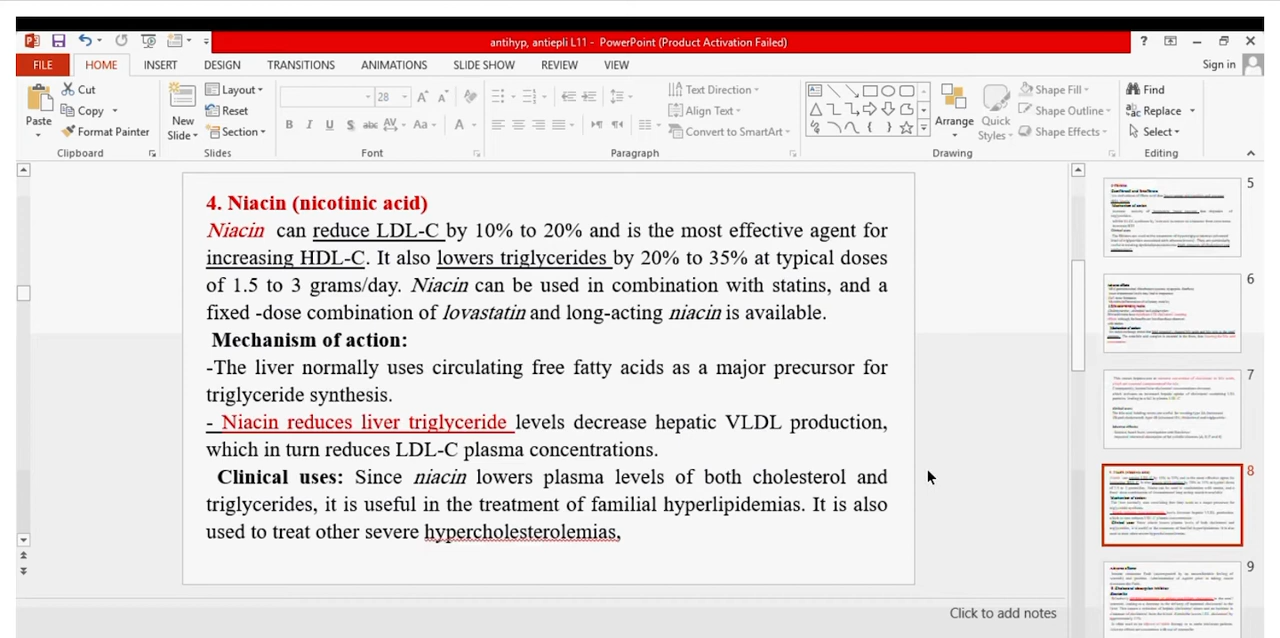 antihyp, antiepli L11 - PowerPoint (Product Activation Failed)
?
FILE HOME INSERT DESIGN TRANSITIONS ANIMATIONS SLIDE SHOW REVIEW VIEW Sign in
Paste
Cut
Copy
Format Painter
Clipboard
New Slide
Layout
Reset
Section
Slides
28
B I U S abc AV Aa A
Font
Text Direction
Align Text
Convert to SmartArt
Paragraph
Arrange
Quick Styles
Shape Fill
Shape Outline
Shape Effects
Drawing
Find
Replace
Select
Editing
4. Niacin (nicotinic acid)
Niacin can reduce LDL-C by 10% to 20% and is the most effective agent for
increasing HDL-C. It also lowers triglycerides by 20% to 35% at typical doses
of 1.5 to 3 grams/day. Niacin can be used in combination with statins, and a
fixed -dose combination of lovastatin and long-acting niacin is available.
Mechanism of action:
-The liver normally uses circulating free fatty acids as a major precursor for
triglyceride synthesis.
- Niacin reduces liver triglyceride levels decrease hepatic VLDL production,
which in turn reduces LDL-C plasma concentrations.
Clinical uses: Since niacin lowers plasma levels of both cholesterol and
triglycerides, it is useful in the treatment of familial hyperlipidemias. It is also
used to treat other severe hypercholesterolemias,
Click to add notes
5
6
7
8
9